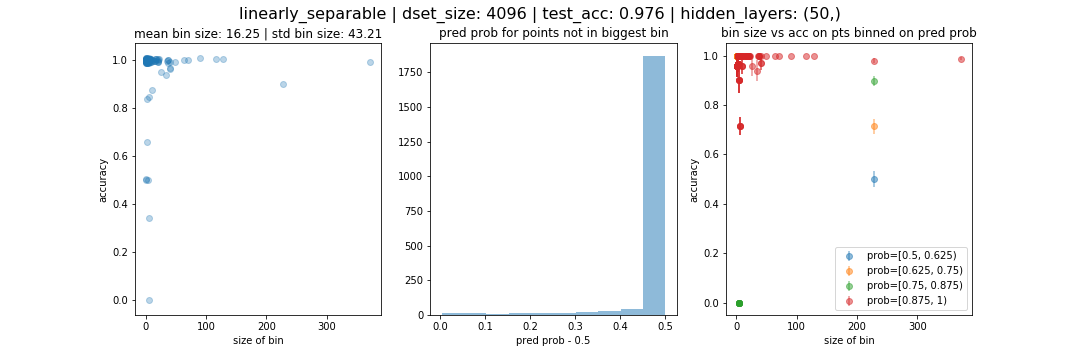 linearly_separable | dset_size: 4096 | test_acc: 0.976 | hidden_layers: (50,)
mean bin size: 16.25 | std bin size: 43.21
1.0
0.8
0.6
0.4
0.2
0.0
accuracy
0
100
200
300
size of bin
pred prob for points not in biggest bin
1750
1500
1250
1000
750
500
250
0
0.0
0.1
0.2
0.3
0.4
0.5
pred prob - 0.5
bin size vs acc on pts binned on pred prob
1.0
0.8
0.6
0.4
0.2
0.0
accuracy
prob=[0.5, 0.625)
prob=[0.625, 0.75)
prob=[0.75, 0.875)
prob=[0.875, 1)
0
100
200
300
size of bin